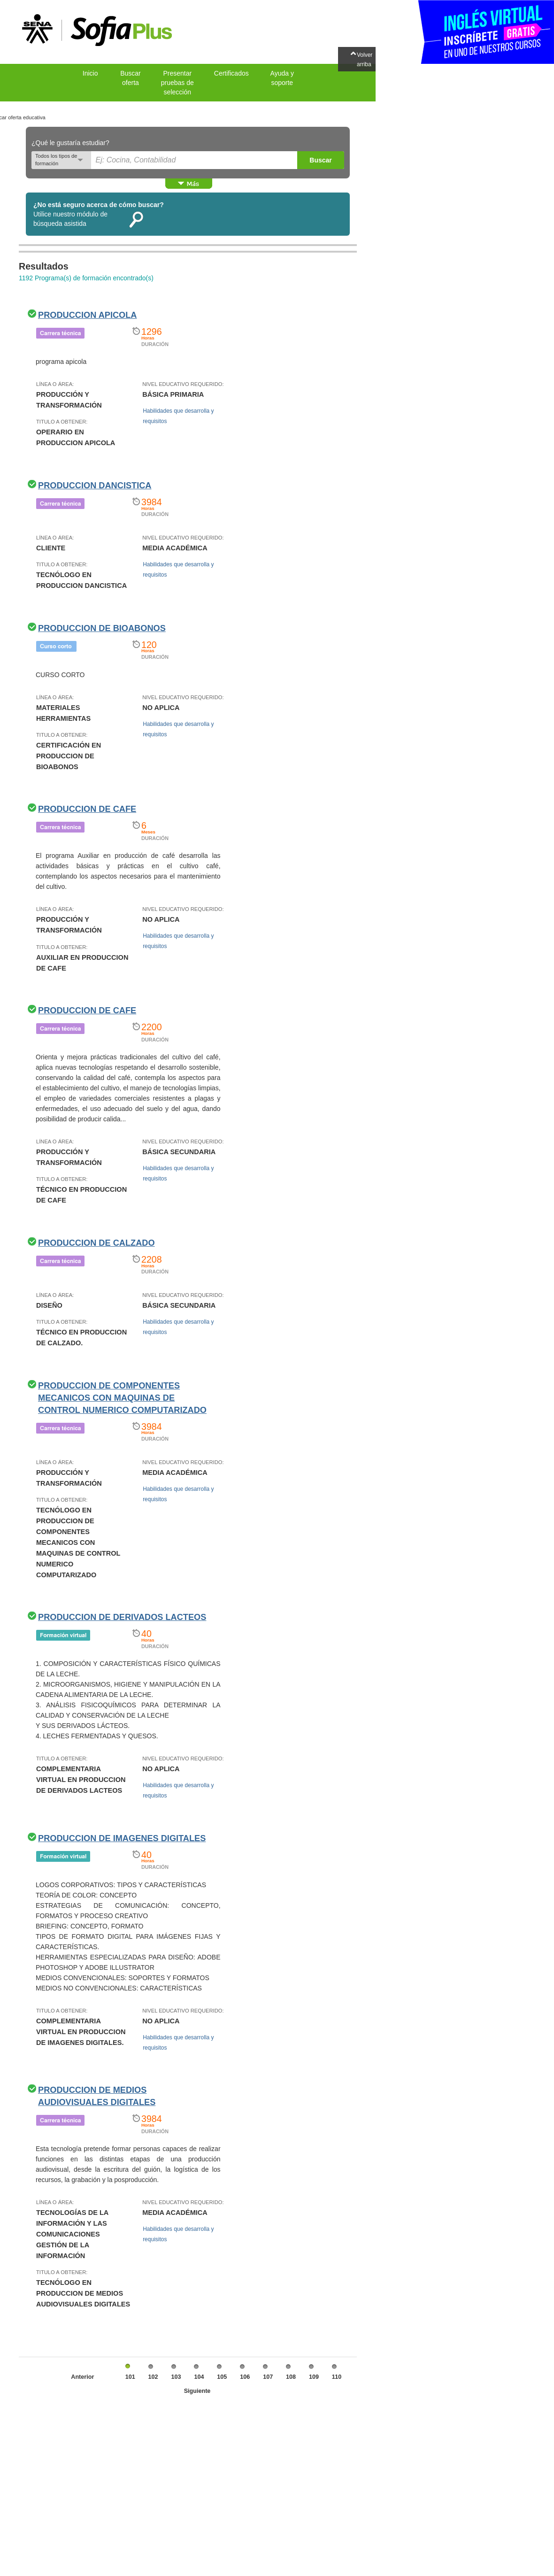 SENA
Sofia Plus
INGLÉS VIRTUAL
INSCRÍBETE GRATIS
EN UNO DE NUESTROS CURSOS
Volver
arriba
Inicio
Buscar
oferta
Presentar
pruebas de
selección
Certificados
Ayuda y
soporte
car oferta educativa
¿Qué le gustaría estudiar?
Todos los tipos de
formación
Ej: Cocina, Contabilidad
Buscar
Más
¿No está seguro acerca de cómo buscar?
Utilice nuestro módulo de
búsqueda asistida
Resultados
1192 Programa(s) de formación encontrado(s)
PRODUCCION APICOLA
Carrera técnica
1296
Horas
DURACIÓN
programa apicola
LÍNEA O ÁREA:
PRODUCCIÓN Y
TRANSFORMACIÓN
TITULO A OBTENER:
OPERARIO EN
PRODUCCION APICOLA
NIVEL EDUCATIVO REQUERIDO:
BÁSICA PRIMARIA
Habilidades que desarrolla y
requisitos
PRODUCCION DANCISTICA
Carrera técnica
3984
Horas
DURACIÓN
LÍNEA O ÁREA:
CLIENTE
TITULO A OBTENER:
TECNÓLOGO EN
PRODUCCION DANCISTICA
NIVEL EDUCATIVO REQUERIDO:
MEDIA ACADÉMICA
Habilidades que desarrolla y
requisitos
PRODUCCION DE BIOABONOS
Curso corto
120
Horas
DURACIÓN
CURSO CORTO
LÍNEA O ÁREA:
MATERIALES
HERRAMIENTAS
TITULO A OBTENER:
CERTIFICACIÓN EN
PRODUCCION DE
BIOABONOS
NIVEL EDUCATIVO REQUERIDO:
NO APLICA
Habilidades que desarrolla y
requisitos
PRODUCCION DE CAFE
Carrera técnica
6
Meses
DURACIÓN
El programa Auxiliar en producción de café desarrolla las
actividades básicas y prácticas en el cultivo café,
contemplando los aspectos necesarios para el mantenimiento
del cultivo.
LÍNEA O ÁREA:
PRODUCCIÓN Y
TRANSFORMACIÓN
TITULO A OBTENER:
AUXILIAR EN PRODUCCION
DE CAFE
NIVEL EDUCATIVO REQUERIDO:
NO APLICA
Habilidades que desarrolla y
requisitos
PRODUCCION DE CAFE
Carrera técnica
2200
Horas
DURACIÓN
Orienta y mejora prácticas tradicionales del cultivo del café,
aplica nuevas tecnologías respetando el desarrollo sostenible,
conservando la calidad del café, contempla los aspectos para
el establecimiento del cultivo, el manejo de tecnologías limpias,
el empleo de variedades comerciales resistentes a plagas y
enfermedades, el uso adecuado del suelo y del agua, dando
posibilidad de producir calida...
LÍNEA O ÁREA:
PRODUCCIÓN Y
TRANSFORMACIÓN
TITULO A OBTENER:
TÉCNICO EN PRODUCCION
DE CAFE
NIVEL EDUCATIVO REQUERIDO:
BÁSICA SECUNDARIA
Habilidades que desarrolla y
requisitos
PRODUCCION DE CALZADO
Carrera técnica
2208
Horas
DURACIÓN
LÍNEA O ÁREA:
DISEÑO
TITULO A OBTENER:
TÉCNICO EN PRODUCCION
DE CALZADO.
NIVEL EDUCATIVO REQUERIDO:
BÁSICA SECUNDARIA
Habilidades que desarrolla y
requisitos
PRODUCCION DE COMPONENTES
MECANICOS CON MAQUINAS DE
CONTROL NUMERICO COMPUTARIZADO
Carrera técnica
3984
Horas
DURACIÓN
LÍNEA O ÁREA:
PRODUCCIÓN Y
TRANSFORMACIÓN
TITULO A OBTENER:
TECNÓLOGO EN
PRODUCCION DE
COMPONENTES
MECANICOS CON
MAQUINAS DE CONTROL
NUMERICO
COMPUTARIZADO
NIVEL EDUCATIVO REQUERIDO:
MEDIA ACADÉMICA
Habilidades que desarrolla y
requisitos
PRODUCCION DE DERIVADOS LACTEOS
Formación virtual
40
Horas
DURACIÓN
1. COMPOSICIÓN Y CARACTERÍSTICAS FÍSICO QUÍMICAS
DE LA LECHE.
2. MICROORGANISMOS, HIGIENE Y MANIPULACIÓN EN LA
CADENA ALIMENTARIA DE LA LECHE.
3. ANÁLISIS FISICOQUÍMICOS PARA DETERMINAR LA
CALIDAD Y CONSERVACIÓN DE LA LECHE
Y SUS DERIVADOS LÁCTEOS.
4. LECHES FERMENTADAS Y QUESOS.
TITULO A OBTENER:
COMPLEMENTARIA
VIRTUAL EN PRODUCCION
DE DERIVADOS LACTEOS
NIVEL EDUCATIVO REQUERIDO:
NO APLICA
Habilidades que desarrolla y
requisitos
PRODUCCION DE IMAGENES DIGITALES
Formación virtual
40
Horas
DURACIÓN
LOGOS CORPORATIVOS: TIPOS Y CARACTERÍSTICAS
TEORÍA DE COLOR: CONCEPTO
ESTRATEGIAS DE COMUNICACIÓN: CONCEPTO,
FORMATOS Y PROCESO CREATIVO
BRIEFING: CONCEPTO, FORMATO
TIPOS DE FORMATO DIGITAL PARA IMÁGENES FIJAS Y
CARACTERÍSTICAS.
HERRAMIENTAS ESPECIALIZADAS PARA DISEÑO: ADOBE
PHOTOSHOP Y ADOBE ILLUSTRATOR
MEDIOS CONVENCIONALES: SOPORTES Y FORMATOS
MEDIOS NO CONVENCIONALES: CARACTERÍSTICAS
TITULO A OBTENER:
COMPLEMENTARIA
VIRTUAL EN PRODUCCION
DE IMAGENES DIGITALES.
NIVEL EDUCATIVO REQUERIDO:
NO APLICA
Habilidades que desarrolla y
requisitos
PRODUCCION DE MEDIOS
AUDIOVISUALES DIGITALES
Carrera técnica
3984
Horas
DURACIÓN
Esta tecnología pretende formar personas capaces de realizar
funciones en las distintas etapas de una producción
audiovisual, desde la escritura del guión, la logística de los
recursos, la grabación y la posproducción.
LÍNEA O ÁREA:
TECNOLOGÍAS DE LA
INFORMACIÓN Y LAS
COMUNICACIONES
GESTIÓN DE LA
INFORMACIÓN
TITULO A OBTENER:
TECNÓLOGO EN
PRODUCCION DE MEDIOS
AUDIOVISUALES DIGITALES
NIVEL EDUCATIVO REQUERIDO:
MEDIA ACADÉMICA
Habilidades que desarrolla y
requisitos
Anterior 101 102 103 104 105 106 107 108 109 110
Siguiente